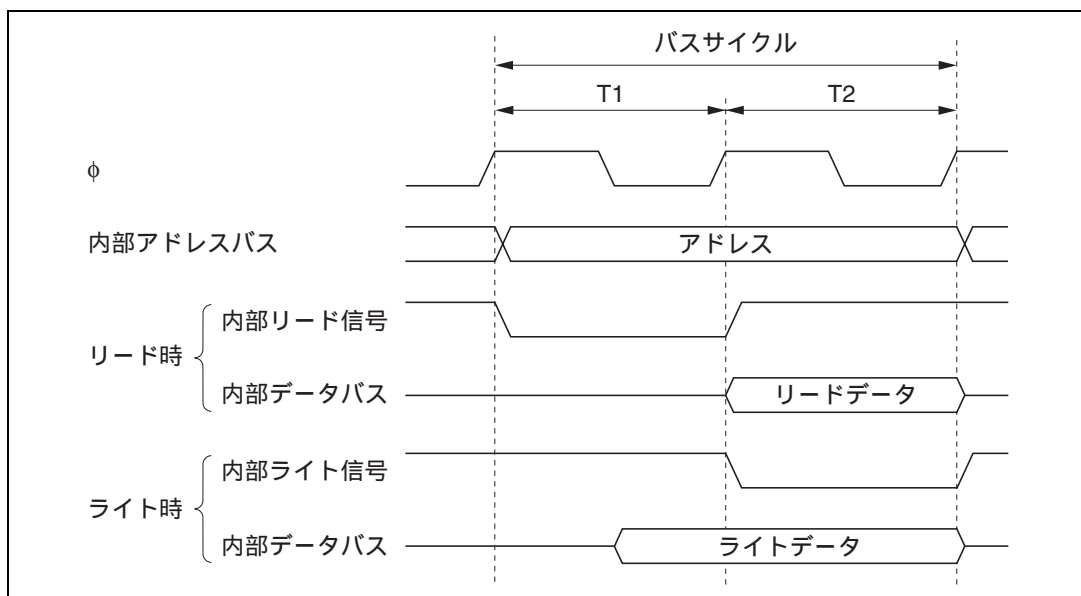 バスサイクル
T1
T2
φ
内部アドレスバス
アドレス
リード時
内部リード信号
内部データバス
リードデータ
ライト時
内部ライト信号
内部データバス
ライトデータ